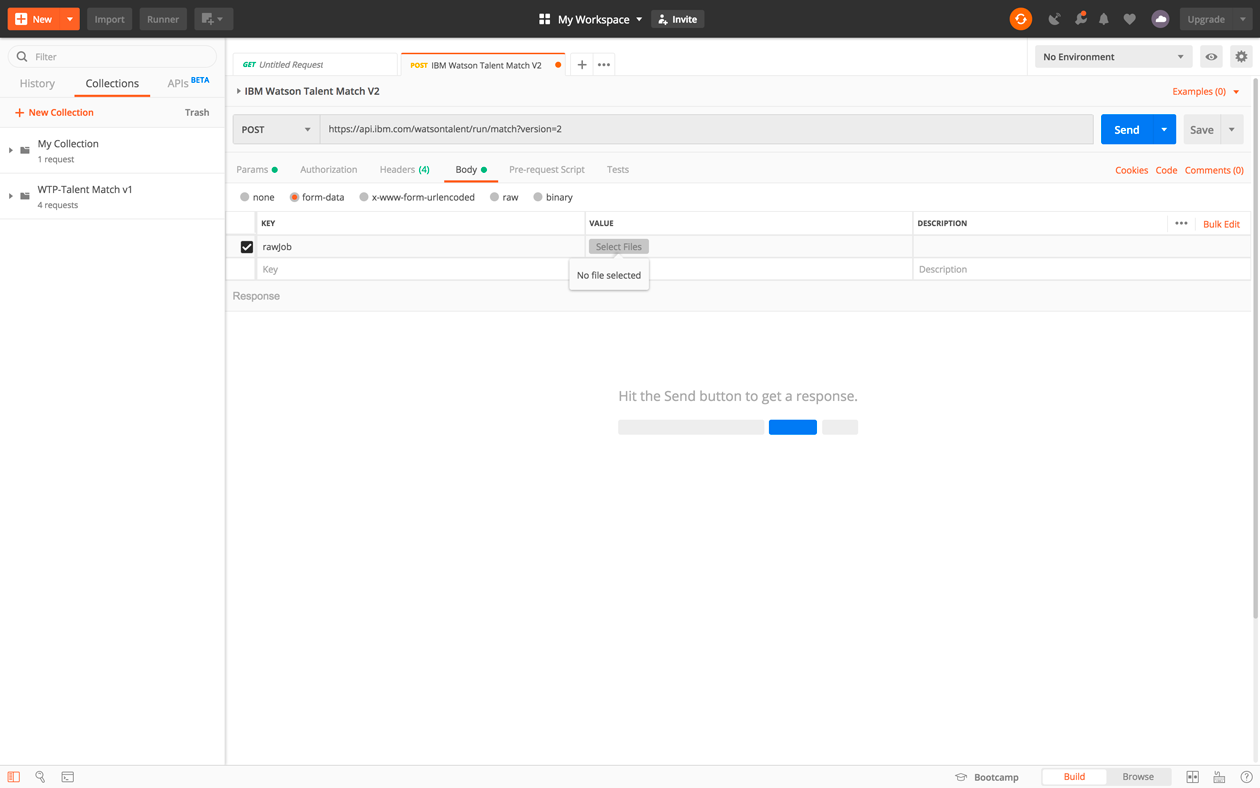 New
Import
Runner
My Workspace
Invite
Upgrade
Filter
History
Collections
APIs BETA
+ New Collection
Trash
My Collection
1 request
WTP-Talent Match v1
4 requests
GET Untitled Request
POST IBM Watson Talent Match V2
No Environment
IBM Watson Talent Match V2
Examples (0)
POST
https://api.ibm.com/watsontalent/run/match?version=2
Send
Save
Params
Authorization
Headers (4)
Body
Pre-request Script
Tests
Cookies
Code
Comments (0)
none
form-data
x-www-form-urlencoded
raw
binary
KEY
VALUE
DESCRIPTION
Bulk Edit
rawJob
Select Files
Key
No file selected
Description
Response
Hit the Send button to get a response.
Bootcamp
Build
Browse